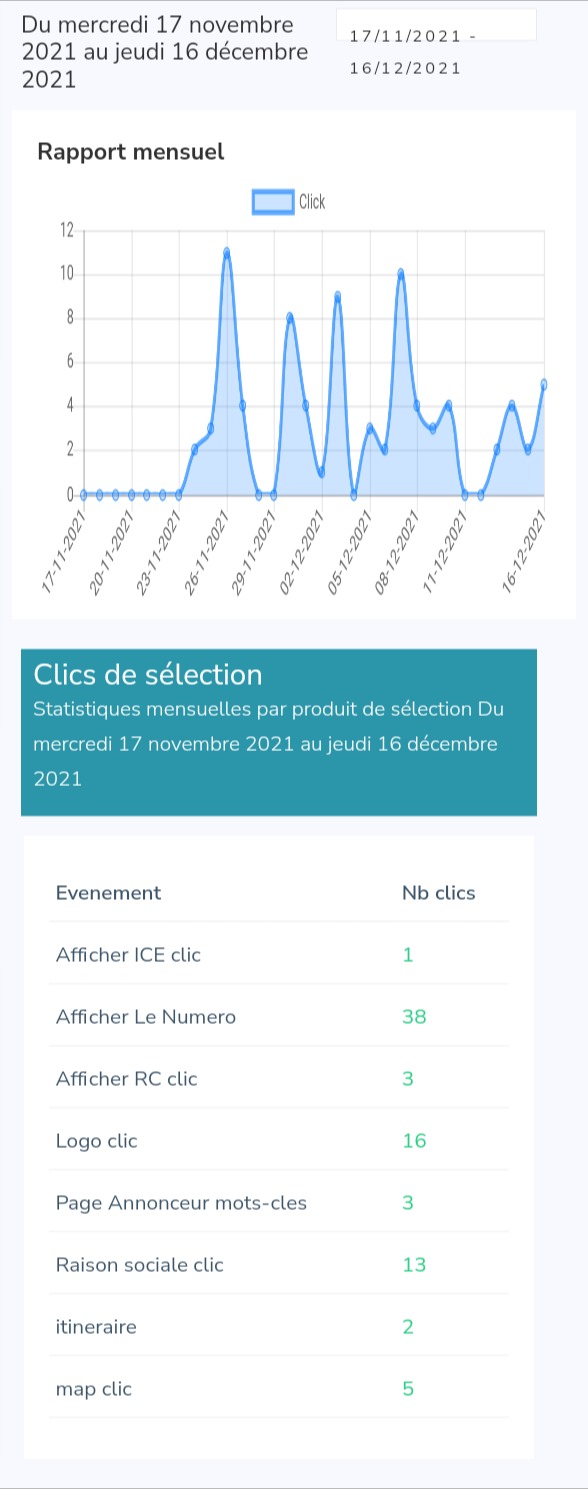 Du mercredi 17 novembre
2021 au jeudi 16 décembre
2021
17/11/2021 -
16/12/2021
Rapport mensuel
Click
12
10
8
6
4
2
0
17-11-2021
20-11-2021
23-11-2021
26-11-2021
29-11-2021
02-12-2021
05-12-2021
08-12-2021
11-12-2021
16-12-2021
Clics de sélection
Statistiques mensuelles par produit de sélection Du
mercredi 17 novembre 2021 au jeudi 16 décembre
2021
Evenement Nb clics
Afficher ICE clic 1
Afficher Le Numero 38
Afficher RC clic 3
Logo clic 16
Page Annonceur mots-cles 3
Raison sociale clic 13
itineraire 2
map clic 5